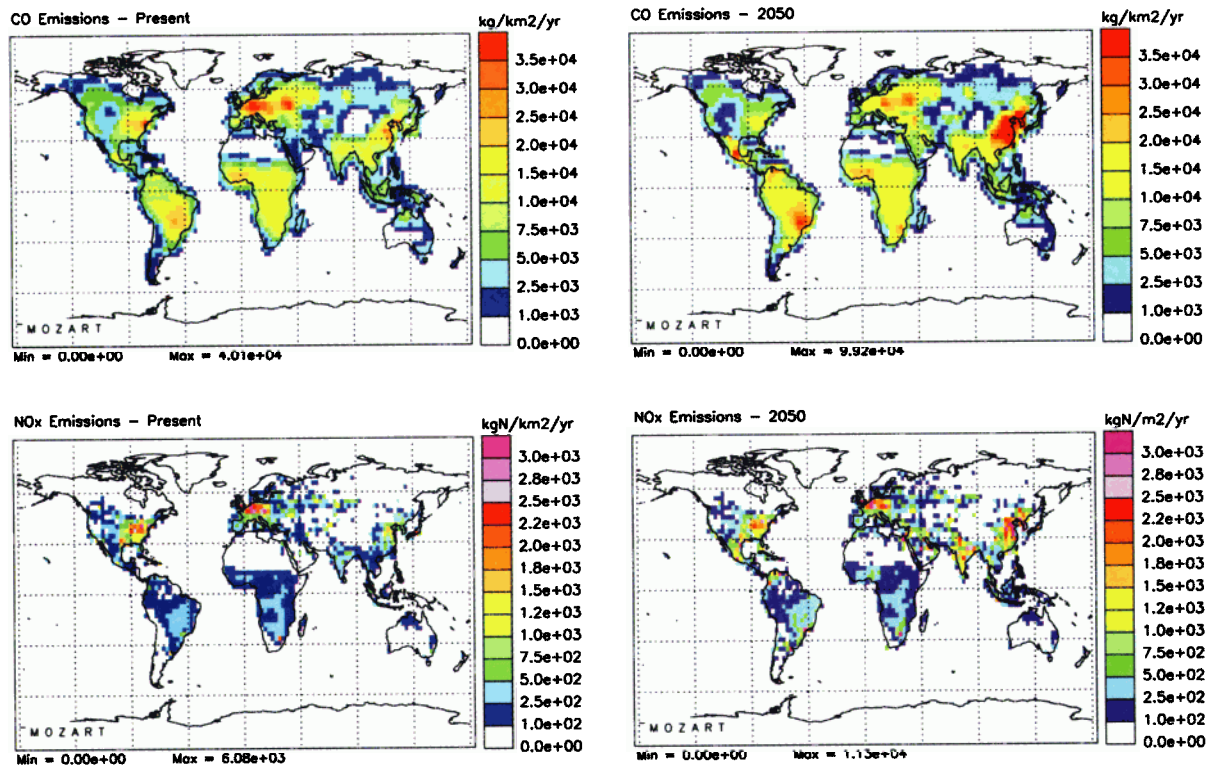 CO Emissions - Present
kg/km2/yr
3.5e+04
3.0e+04
2.5e+04
2.0e+04
1.5e+04
1.0e+04
7.5e+03
5.0e+03
2.5e+03
1.0e+03
0.0e+00
MOZART
Min = 0.00e+00 Max = 4.01e+04
CO Emissions - 2050
kg/km2/yr
3.5e+04
3.0e+04
2.5e+04
2.0e+04
1.5e+04
1.0e+04
7.5e+03
5.0e+03
2.5e+03
1.0e+03
0.0e+00
MOZART
Min = 0.00e+00 Max = 9.92e+04
NOx Emissions - Present
kgN/km2/yr
3.0e+03
2.8e+03
2.5e+03
2.2e+03
2.0e+03
1.8e+03
1.5e+03
1.2e+03
1.0e+03
7.5e+02
5.0e+02
2.5e+02
1.0e+02
0.0e+00
MOZART
Min = 0.00e+00 Max = 6.08e+03
NOx Emissions - 2050
kgN/m2/yr
3.0e+03
2.8e+03
2.5e+03
2.2e+03
2.0e+03
1.8e+03
1.5e+03
1.2e+03
1.0e+03
7.5e+02
5.0e+02
2.5e+02
1.0e+02
0.0e+00
MOZART
Min = 0.00e+00 Max = 1.13e+04